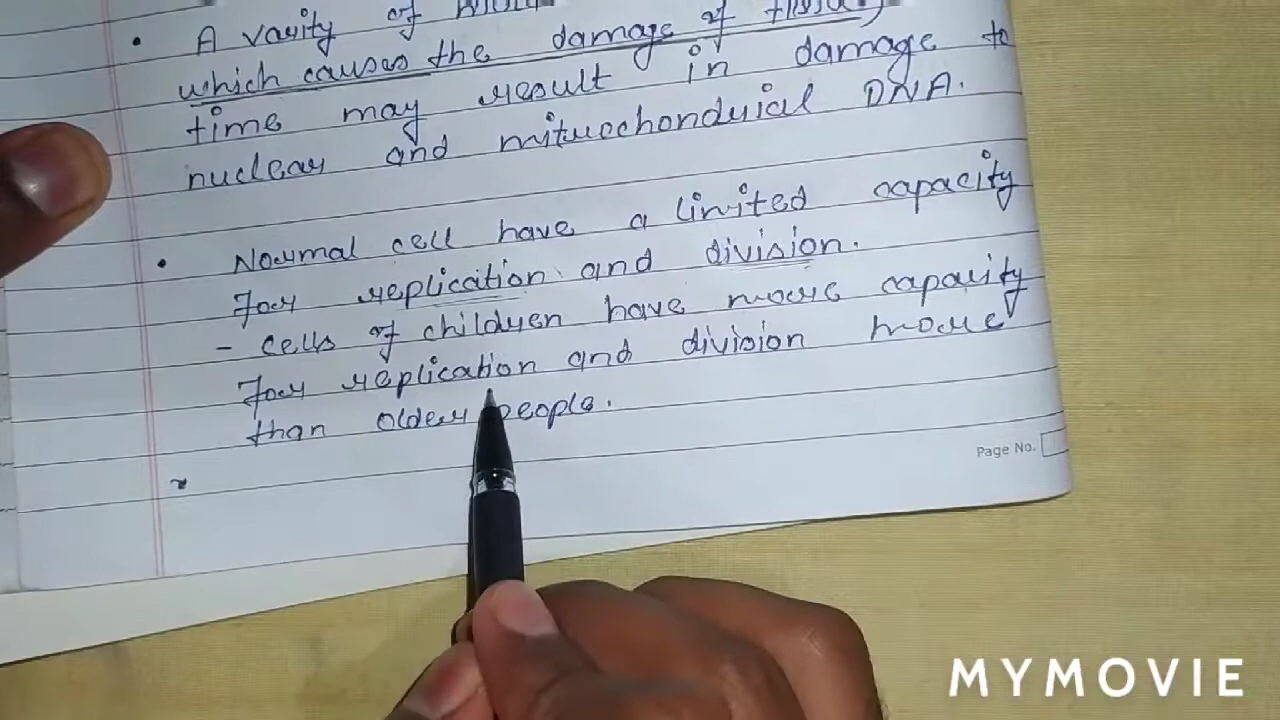 • A varity of
which causes the damage of
time may result in damage to
nuclear and mitrochondrial DNA.
• Normal cell have a limited capacity
for replication and division.
- cells of children have more capacity
for replication and division more
than older people.
Page No.
MYMOVIE